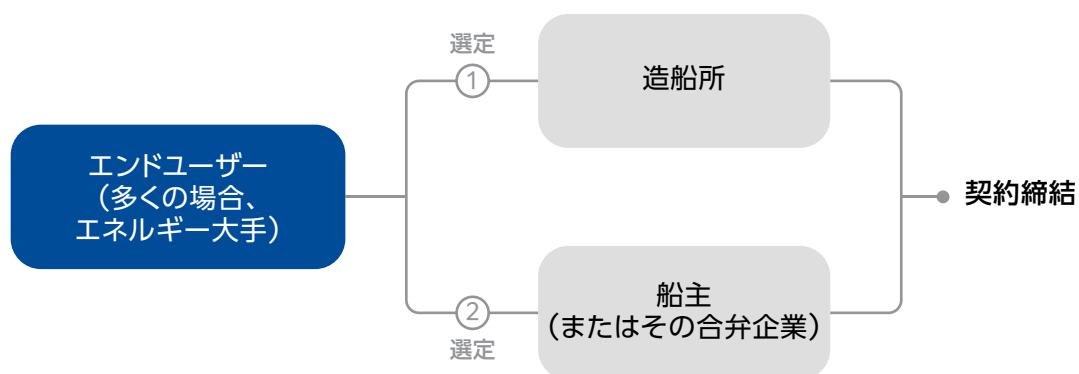 エンドユーザー
（多くの場合、
エネルギー大手）
選定
①
造船所
②
選定
船主
（またはその合弁企業）
契約締結